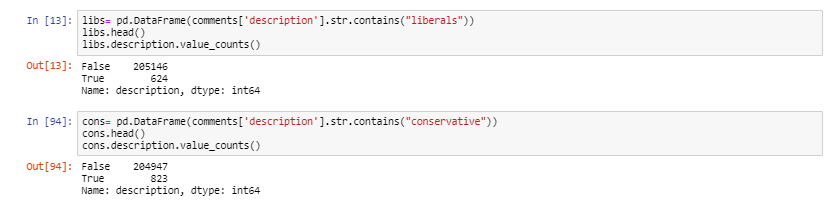 In [13]: libs= pd.DataFrame(comments['description'].str.contains("liberals"))
libs.head()
libs.description.value_counts()
Out[13]: False    205146
True        624
Name: description, dtype: int64
In [94]: cons= pd.DataFrame(comments['description'].str.contains("conservative"))
cons.head()
cons.description.value_counts()
Out[94]: False    204947
True        823
Name: description, dtype: int64